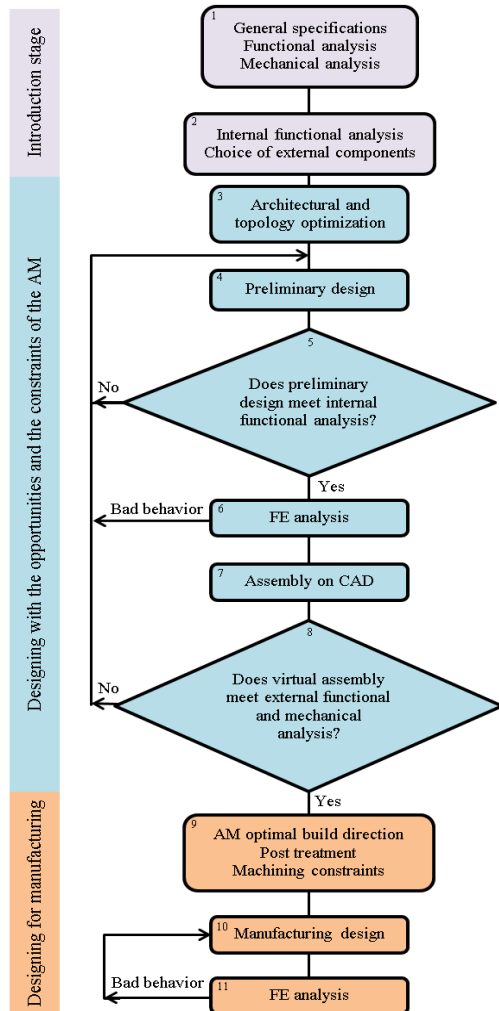 Introduction stage
1
General specifications
Functional analysis
Mechanical analysis
2
Internal functional analysis
Choice of external components
Designing with the opportunities and the constraints of the AM
3
Architectural and
topology optimization
4
Preliminary design
5
Does preliminary
design meet internal
functional analysis?
No
Yes
6
FE analysis
Bad behavior
7
Assembly on CAD
8
Does virtual assembly
meet external functional
and mechanical
analysis?
No
Yes
Designing for manufacturing
9
AM optimal build direction
Post treatment
Machining constraints
10
Manufacturing design
11
FE analysis
Bad behavior